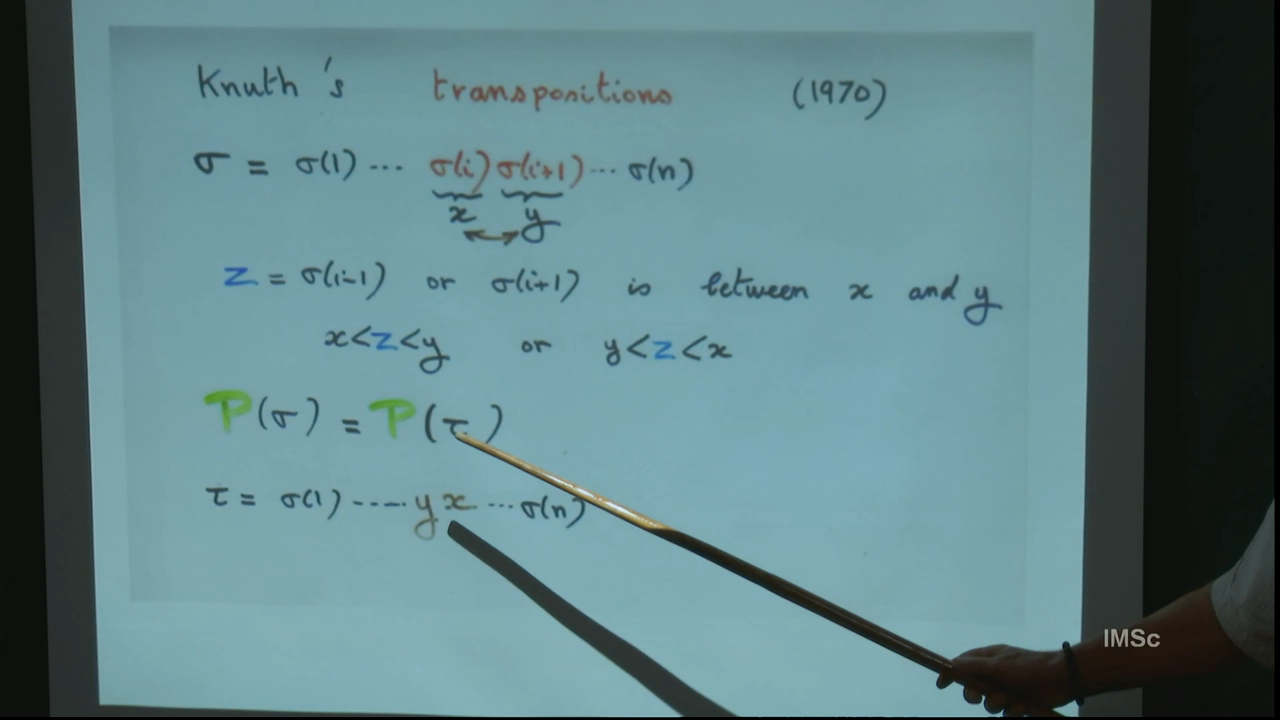 Knuth's transpositions (1970)
σ = σ(1) ... σ(i) σ(i+1) ... σ(n)
x y
z = σ(i-1) or σ(i+1) is between x and y
x<z<y or y<z<x
P(σ) = P(τ)
τ = σ(1) ..... y x ... σ(n)
IMSc